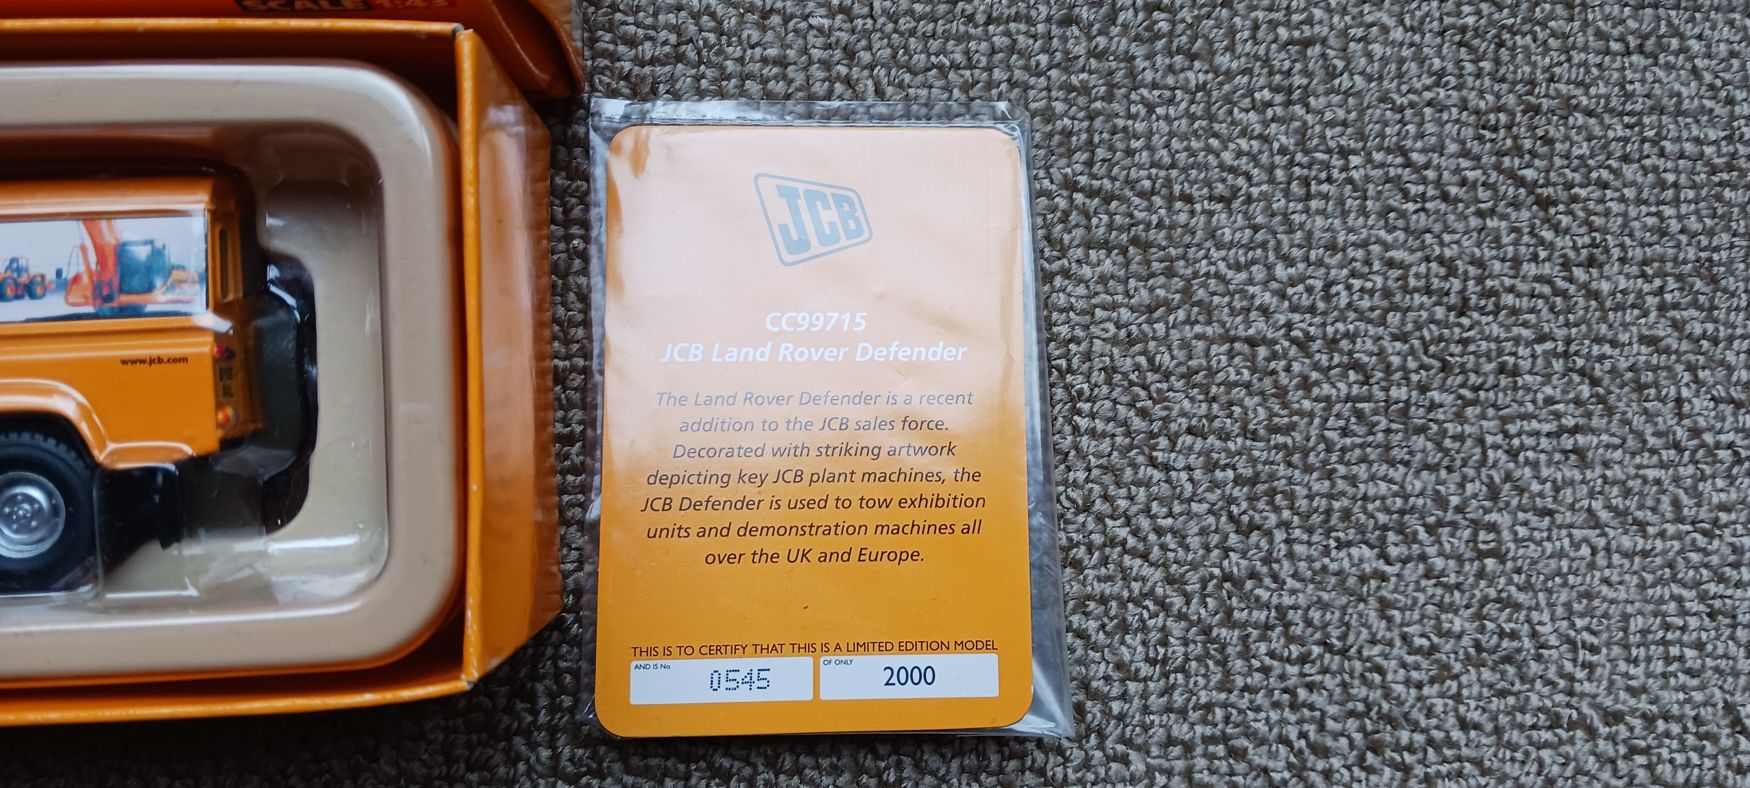 SCALE 1:43
www.jcb.com
JCB
CC99715
JCB Land Rover Defender
The Land Rover Defender is a recent
addition to the JCB sales force.
Decorated with striking artwork
depicting key JCB plant machines, the
JCB Defender is used to tow exhibition
units and demonstration machines all
over the UK and Europe.
THIS IS TO CERTIFY THAT THIS IS A LIMITED EDITION MODEL
AND IS No. 0545 OF ONLY 2000